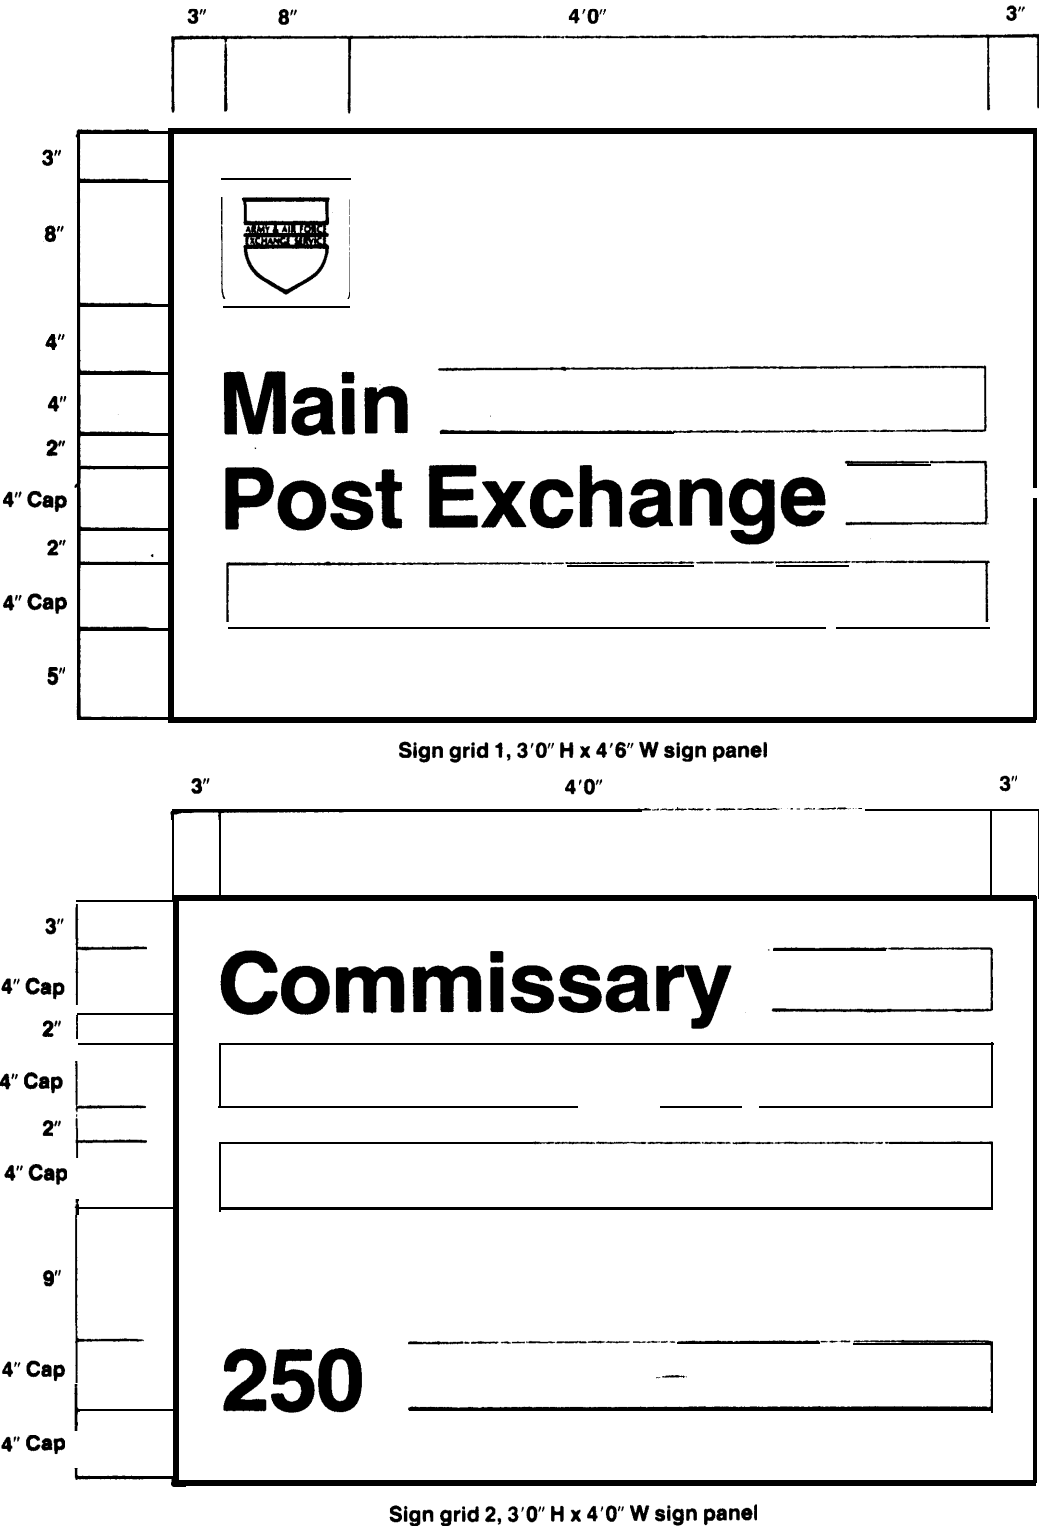 3″ 8″ 4′0″ 3″
3″
8″
ARMY & AIR FORCE
EXCHANGE SERVICE
4″
4″
Main
2″
4″ Cap
Post Exchange
2″
4″ Cap
5″
Sign grid 1, 3′0″ H x 4′6″ W sign panel
3″ 4′0″ 3″
3″
4″ Cap
Commissary
2″
4″ Cap
2″
4″ Cap
9″
4″ Cap
250
4″ Cap
Sign grid 2, 3′0″ H x 4′0″ W sign panel